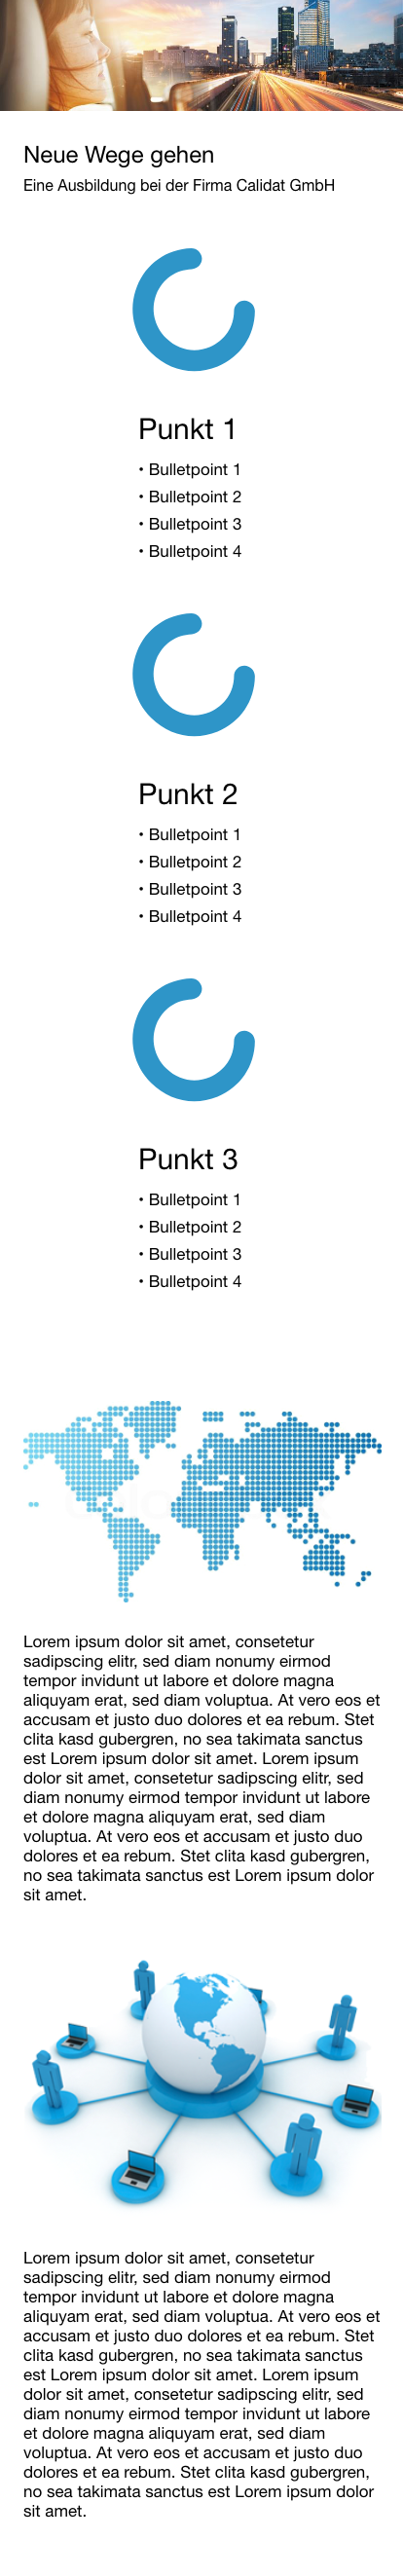 Neue Wege gehen
Eine Ausbildung bei der Firma Calidat GmbH
Punkt 1
• Bulletpoint 1
• Bulletpoint 2
• Bulletpoint 3
• Bulletpoint 4
Punkt 2
• Bulletpoint 1
• Bulletpoint 2
• Bulletpoint 3
• Bulletpoint 4
Punkt 3
• Bulletpoint 1
• Bulletpoint 2
• Bulletpoint 3
• Bulletpoint 4
Lorem ipsum dolor sit amet, consetetur
sadipscing elitr, sed diam nonumy eirmod
tempor invidunt ut labore et dolore magna
aliquyam erat, sed diam voluptua. At vero eos et
accusam et justo duo dolores et ea rebum. Stet
clita kasd gubergren, no sea takimata sanctus
est Lorem ipsum dolor sit amet. Lorem ipsum
dolor sit amet, consetetur sadipscing elitr, sed
diam nonumy eirmod tempor invidunt ut labore
et dolore magna aliquyam erat, sed diam
voluptua. At vero eos et accusam et justo duo
dolores et ea rebum. Stet clita kasd gubergren,
no sea takimata sanctus est Lorem ipsum dolor
sit amet.
Lorem ipsum dolor sit amet, consetetur
sadipscing elitr, sed diam nonumy eirmod
tempor invidunt ut labore et dolore magna
aliquyam erat, sed diam voluptua. At vero eos et
accusam et justo duo dolores et ea rebum. Stet
clita kasd gubergren, no sea takimata sanctus
est Lorem ipsum dolor sit amet. Lorem ipsum
dolor sit amet, consetetur sadipscing elitr, sed
diam nonumy eirmod tempor invidunt ut labore
et dolore magna aliquyam erat, sed diam
voluptua. At vero eos et accusam et justo duo
dolores et ea rebum. Stet clita kasd gubergren,
no sea takimata sanctus est Lorem ipsum dolor
sit amet.